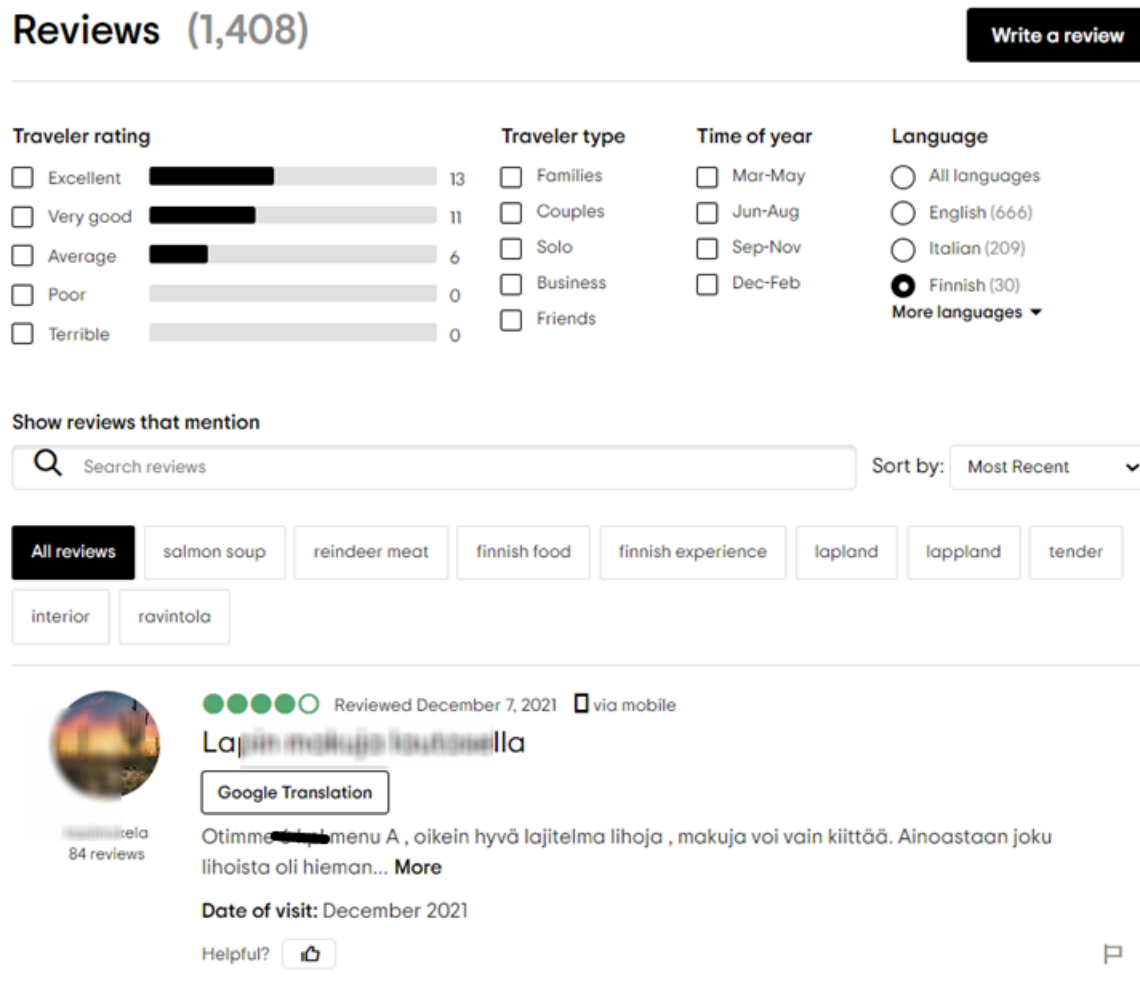 Reviews (1,408)
Write a review
Traveler rating
Excellent 13
Very good 11
Average 6
Poor 0
Terrible 0
Traveler type
Families
Couples
Solo
Business
Friends
Time of year
Mar-May
Jun-Aug
Sep-Nov
Dec-Feb
Language
All languages
English (666)
Italian (209)
Finnish (30)
More languages
Show reviews that mention
Search reviews
Sort by: Most Recent
All reviews salmon soup reindeer meat finnish food finnish experience lapland lappland tender
interior ravintola
Reviewed December 7, 2021 via mobile
Google Translation
84 reviews
Otimme menu A , oikein hyvä lajitelma lihoja , makuja voi vain kiittää. Ainoastaan joku
lihoista oli hieman... More
Date of visit: December 2021
Helpful?